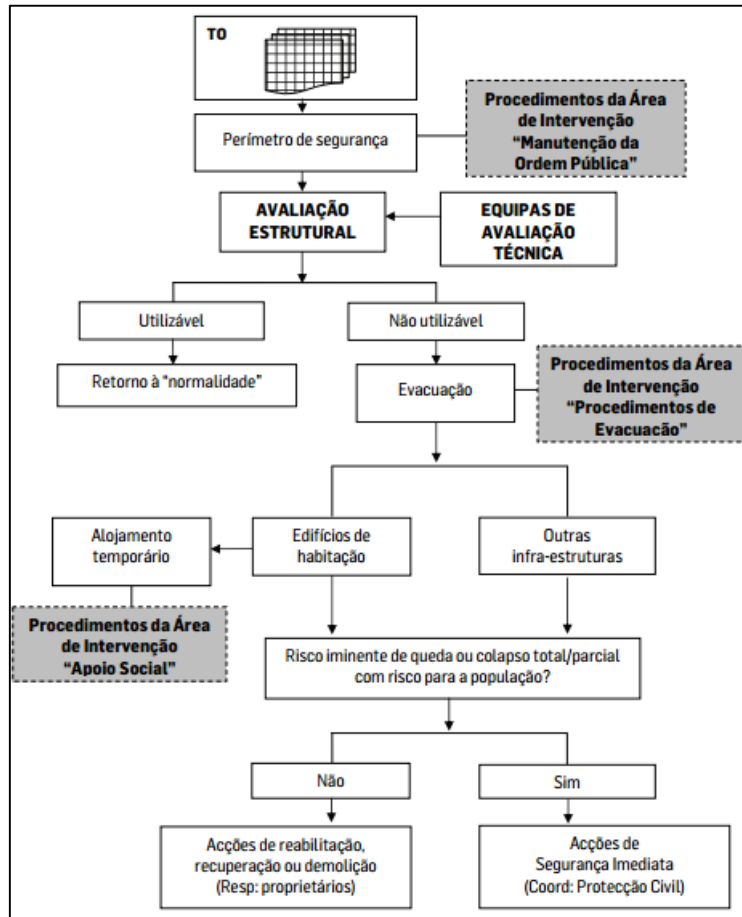 TO
Perímetro de segurança
Procedimentos da Área
de Intervenção
“Manutenção da
Ordem Pública”
AVALIAÇÃO
ESTRUTURAL
EQUIPAS DE
AVALIAÇÃO
TÉCNICA
Utilizável
Não utilizável
Retorno à “normalidade”
Evacuação
Procedimentos da Área
de Intervenção
“Procedimentos de
Evacuacão”
Alojamento
temporário
Edifícios de
habitação
Outras
infra-estruturas
Procedimentos da Área
de Intervenção
“Apoio Social”
Risco iminente de queda ou colapso total/parcial
com risco para a população?
Não
Sim
Acções de reabilitação,
recuperação ou demolição
(Resp: proprietários)
Acções de
Segurança Imediata
(Coord: Protecção Civil)